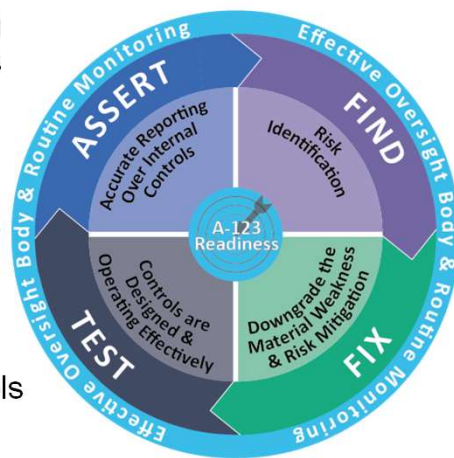 Effective Oversight Body & Routine Monitoring
Effective Oversight Body & Routine Monitoring
ASSERT
FIND
FIX
TEST
Accurate Reporting
Over Internal
Controls
Risk
Identification
A-123
Readiness
Downgrade the
Material Weakness
& Risk Mitigation
Controls are
Designed &
Operating Effectively
ls